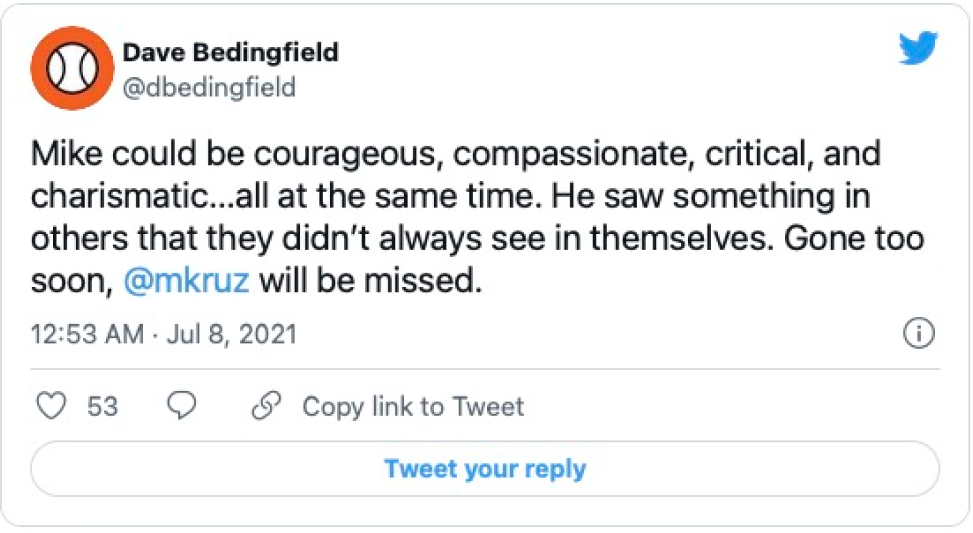 Dave Bedingfield
@dbedingfield
Mike could be courageous, compassionate, critical, and
charismatic...all at the same time. He saw something in
others that they didn’t always see in themselves. Gone too
soon, @mkruz will be missed.
12:53 AM · Jul 8, 2021
53 Copy link to Tweet
Tweet your reply